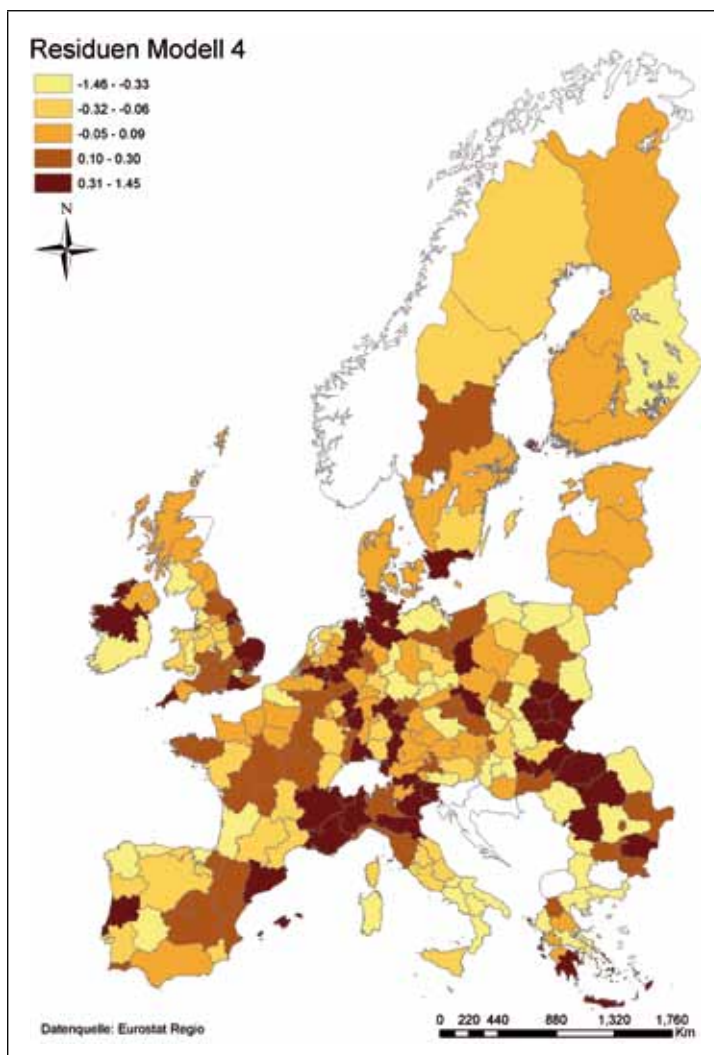 Residuen Modell 4
-1.46 - -0.33
-0.32 - -0.06
-0.05 - 0.09
0.10 - 0.30
0.31 - 1.45
N
Datenquelle: Eurostat Regio
0 220 440 880 1,320 1,760
Km